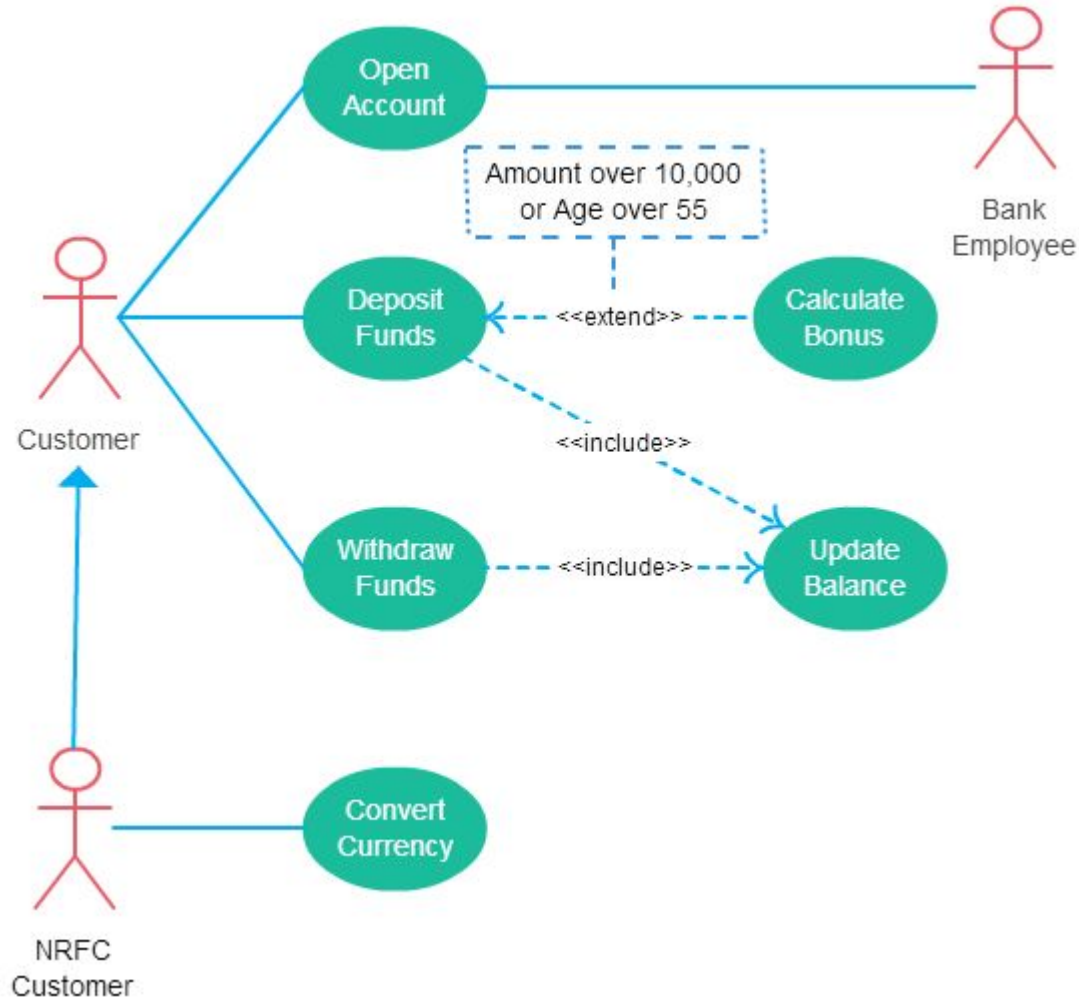 Open
Account
Amount over 10,000
or Age over 55
Bank
Employee
Deposit
Funds
<<extend>>
Calculate
Bonus
Customer
<<include>>
Withdraw
Funds
<<include>>
Update
Balance
Convert
Currency
NRFC
Customer